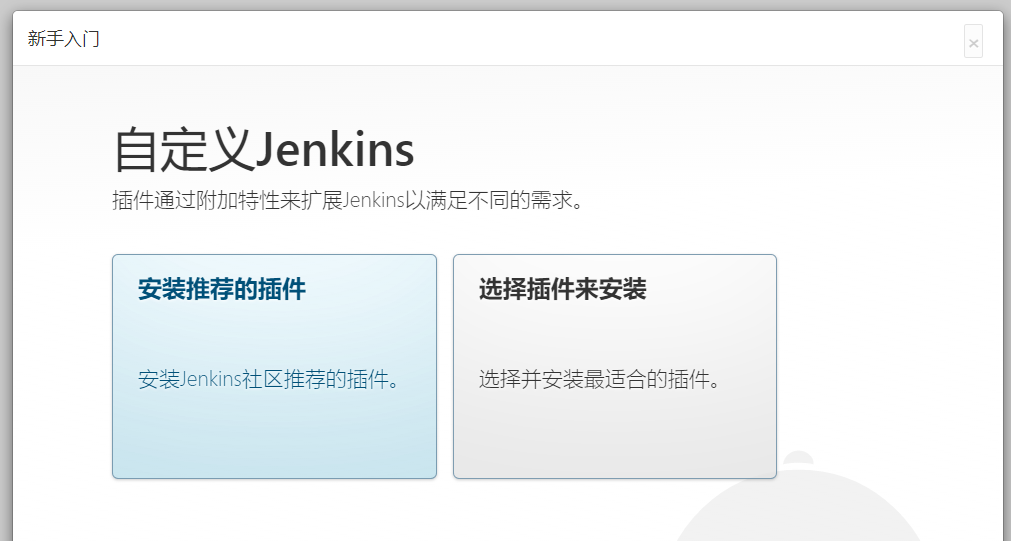 新手入门
×
自定义Jenkins
插件通过附加特性来扩展Jenkins以满足不同的需求。
安装推荐的插件
安装Jenkins社区推荐的插件。
选择插件来安装
选择并安装最适合的插件。